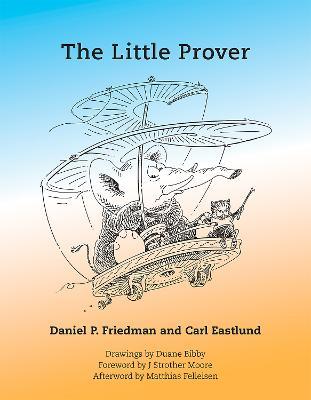 The Little Prover
Daniel P. Friedman and Carl Eastlund
Drawings by Duane Bibby
Foreword by J Strother Moore
Afterword by Matthias Felleisen